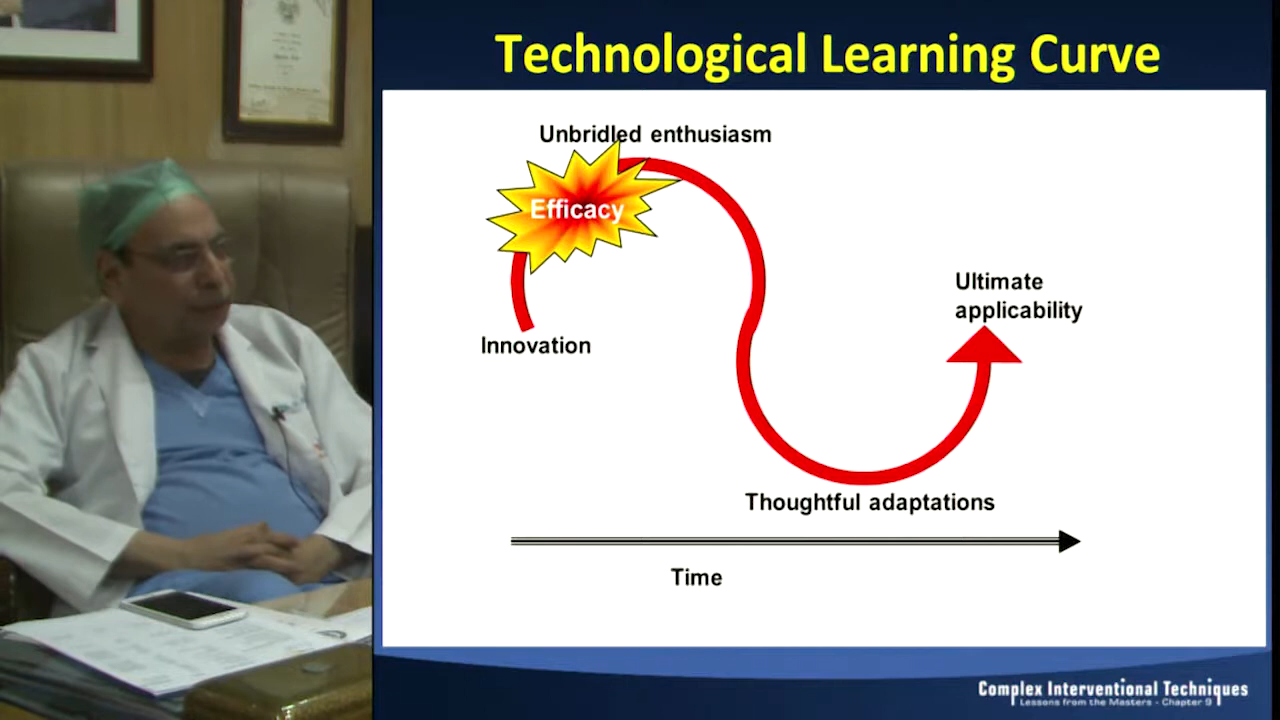 Technological Learning Curve
Unbridled enthusiasm
Efficacy
Ultimate
applicability
Innovation
Thoughtful adaptations
Time
Complex Interventional Techniques
Lessons from the Masters - Chapter 9